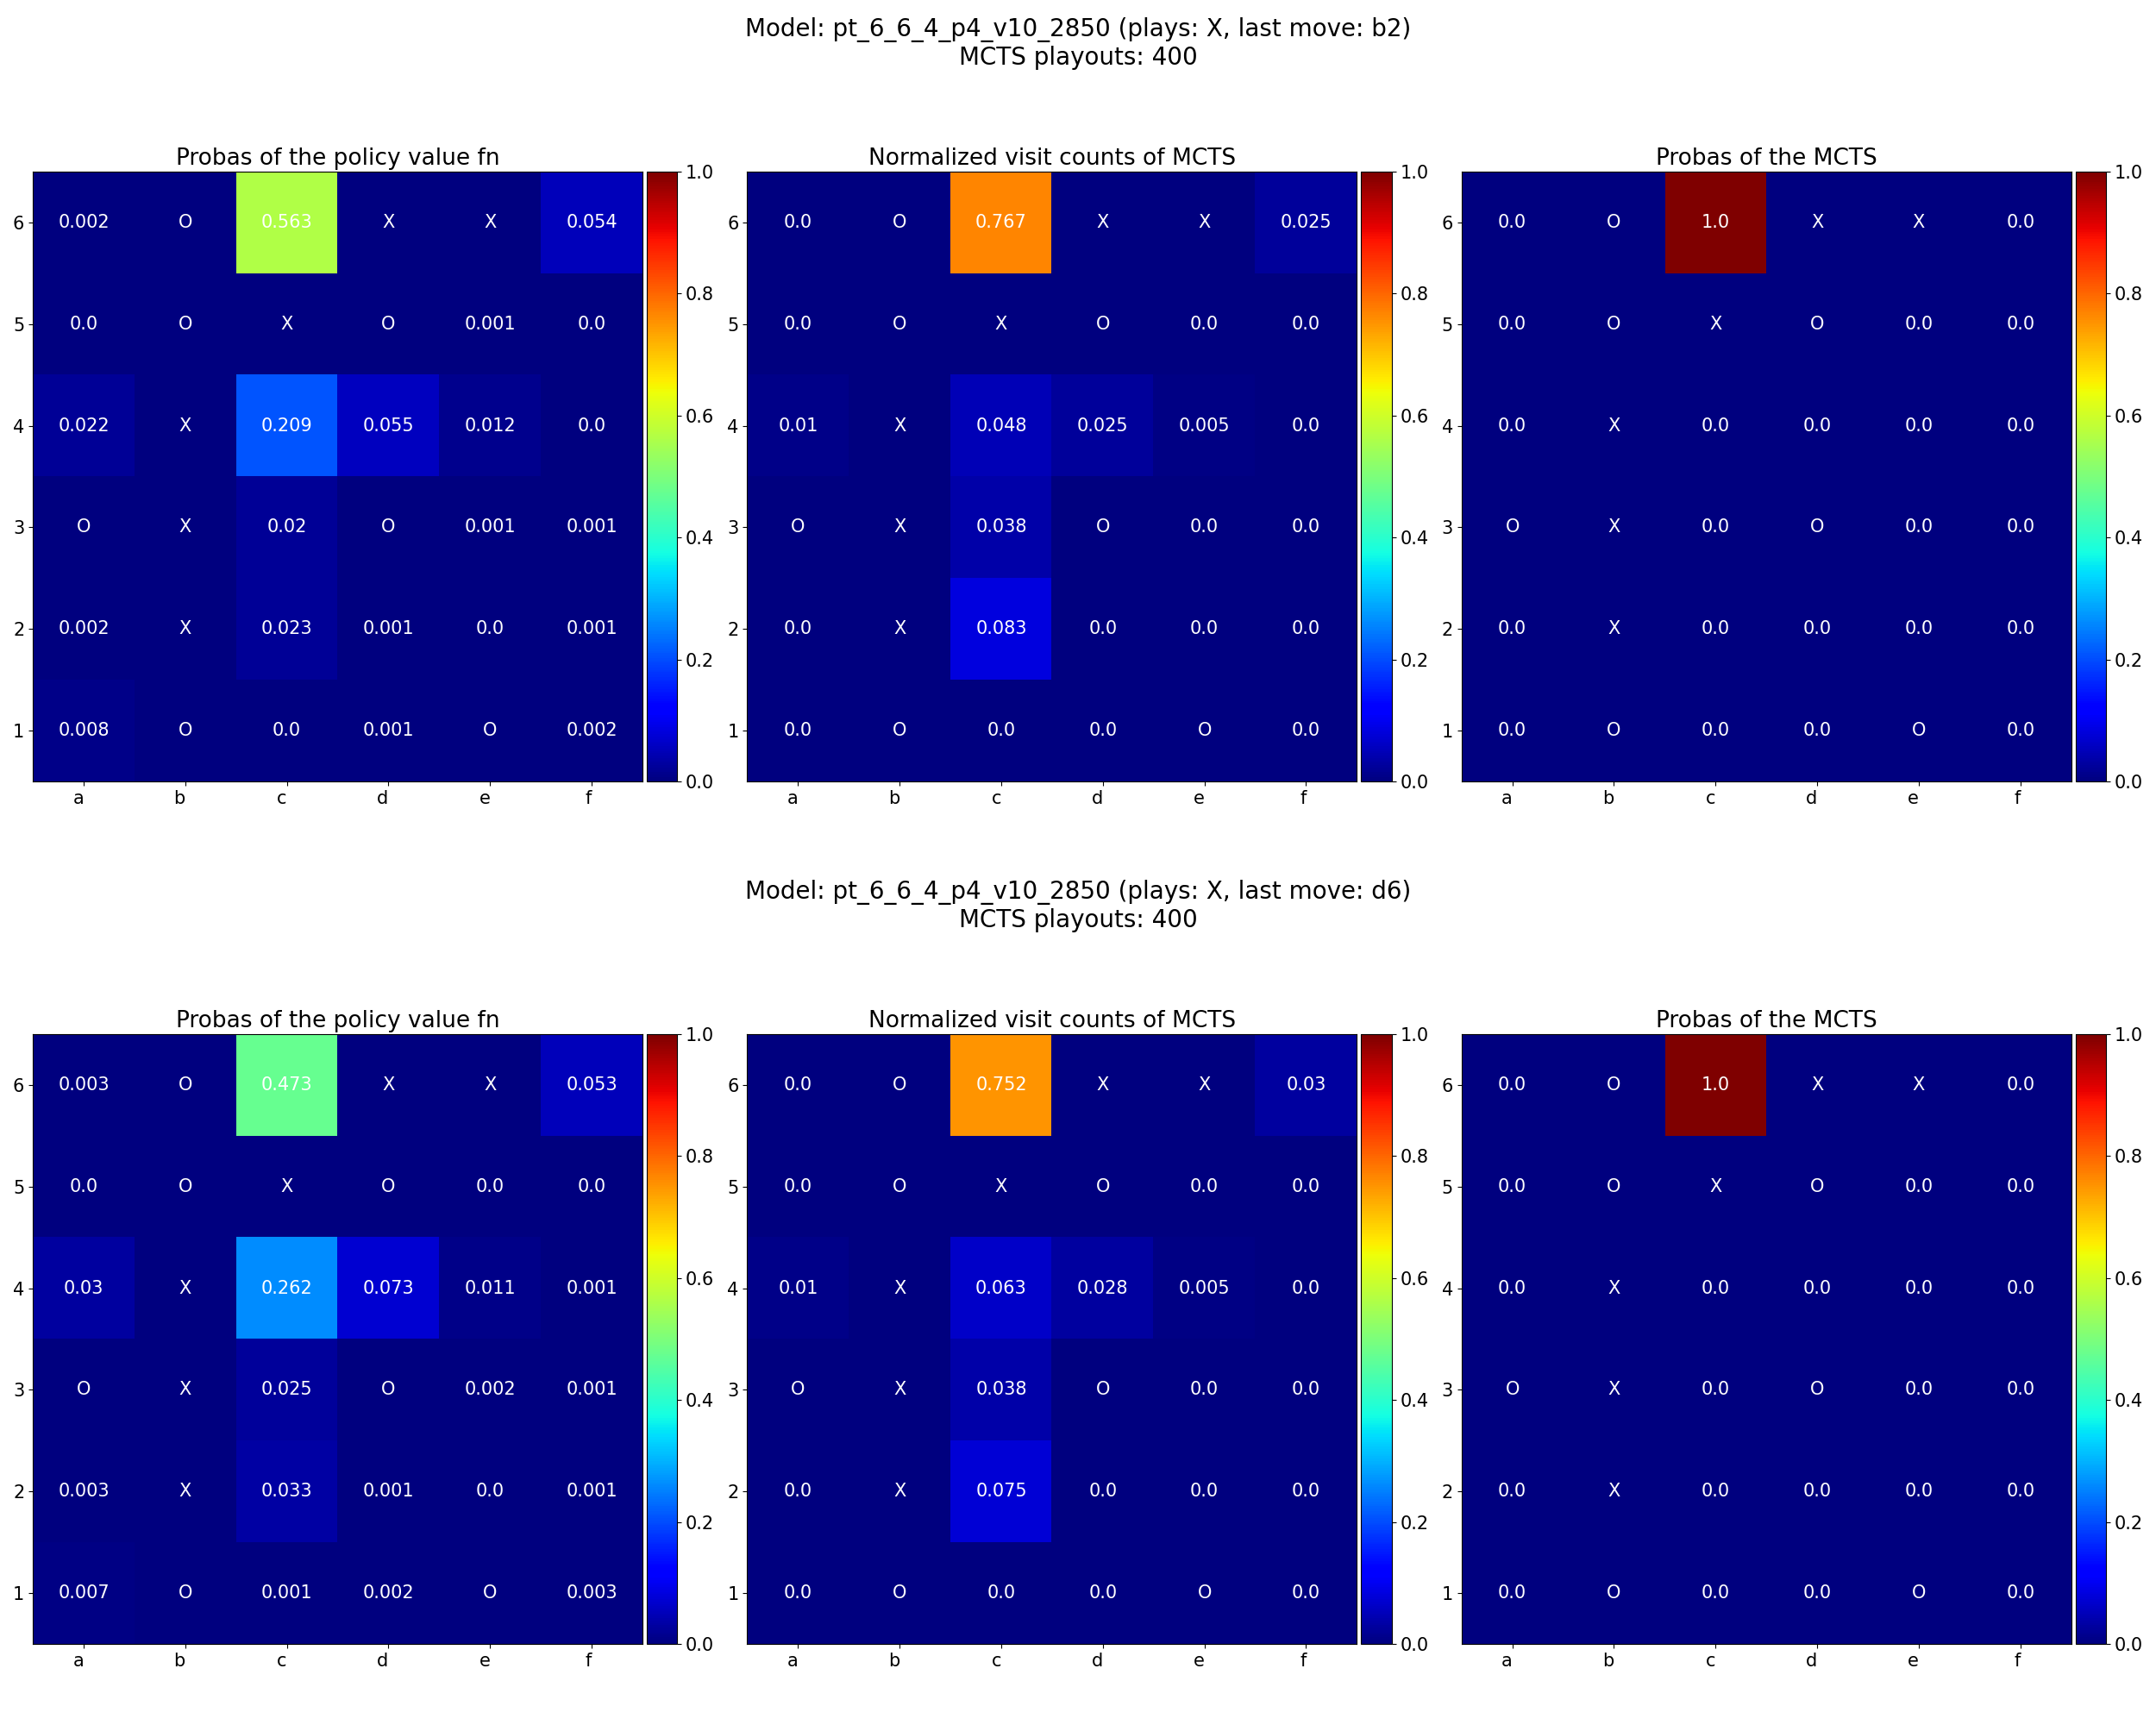 Model: pt_6_6_4_p4_v10_2850 (plays: X, last move: b2)
MCTS playouts: 400
Probas of the policy value fn
6 0.002 O 0.563 X X 0.054
5 0.0 O X O 0.001 0.0
4 0.022 X 0.209 0.055 0.012 0.0
3 O X 0.02 O 0.001 0.001
2 0.002 X 0.023 0.001 0.0 0.001
1 0.008 O 0.0 0.001 O 0.002
a b c d e f
1.0
0.8
0.6
0.4
0.2
0.0
Normalized visit counts of MCTS
6 0.0 O 0.767 X X 0.025
5 0.0 O X O 0.0 0.0
4 0.01 X 0.048 0.025 0.005 0.0
3 O X 0.038 O 0.0 0.0
2 0.0 X 0.083 0.0 0.0 0.0
1 0.0 O 0.0 0.0 O 0.0
a b c d e f
1.0
0.8
0.6
0.4
0.2
0.0
Probas of the MCTS
6 0.0 O 1.0 X X 0.0
5 0.0 O X O 0.0 0.0
4 0.0 X 0.0 0.0 0.0 0.0
3 O X 0.0 O 0.0 0.0
2 0.0 X 0.0 0.0 0.0 0.0
1 0.0 O 0.0 0.0 O 0.0
a b c d e f
1.0
0.8
0.6
0.4
0.2
0.0
Model: pt_6_6_4_p4_v10_2850 (plays: X, last move: d6)
MCTS playouts: 400
Probas of the policy value fn
6 0.003 O 0.473 X X 0.053
5 0.0 O X O 0.0 0.0
4 0.03 X 0.262 0.073 0.011 0.001
3 O X 0.025 O 0.002 0.001
2 0.003 X 0.033 0.001 0.0 0.001
1 0.007 O 0.001 0.002 O 0.003
a b c d e f
1.0
0.8
0.6
0.4
0.2
0.0
Normalized visit counts of MCTS
6 0.0 O 0.752 X X 0.03
5 0.0 O X O 0.0 0.0
4 0.01 X 0.063 0.028 0.005 0.0
3 O X 0.038 O 0.0 0.0
2 0.0 X 0.075 0.0 0.0 0.0
1 0.0 O 0.0 0.0 O 0.0
a b c d e f
1.0
0.8
0.6
0.4
0.2
0.0
Probas of the MCTS
6 0.0 O 1.0 X X 0.0
5 0.0 O X O 0.0 0.0
4 0.0 X 0.0 0.0 0.0 0.0
3 O X 0.0 O 0.0 0.0
2 0.0 X 0.0 0.0 0.0 0.0
1 0.0 O 0.0 0.0 O 0.0
a b c d e f
1.0
0.8
0.6
0.4
0.2
0.0